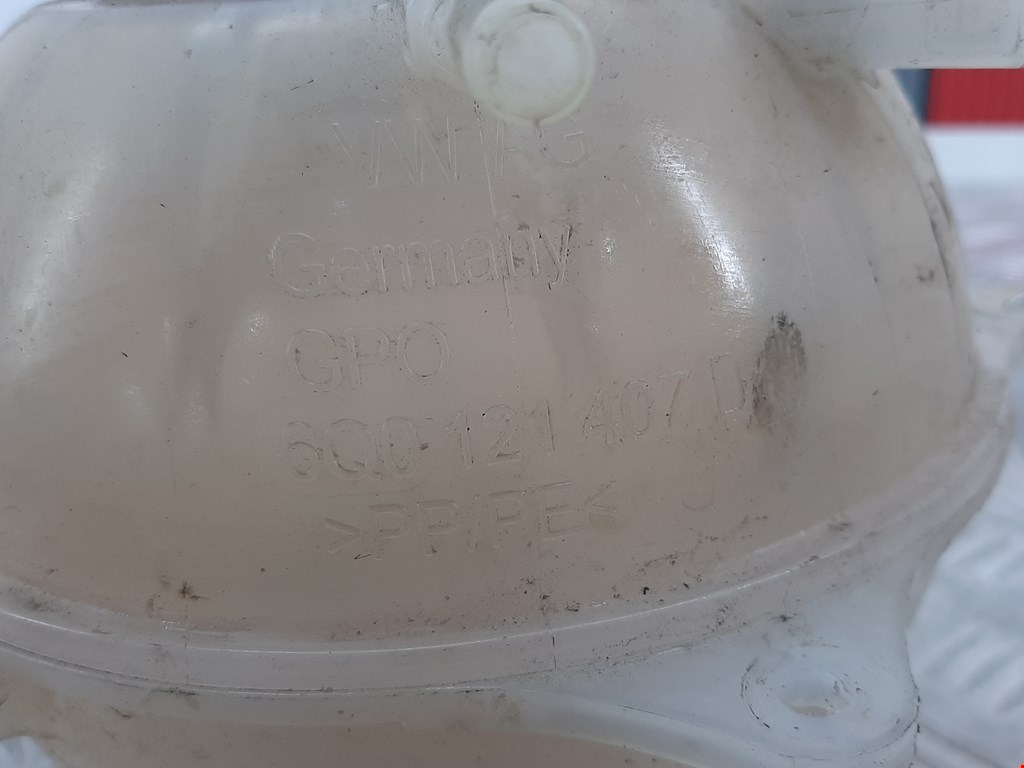 VW AG
Germany
GPO
6Q0 121 407 D
>PP/PE<